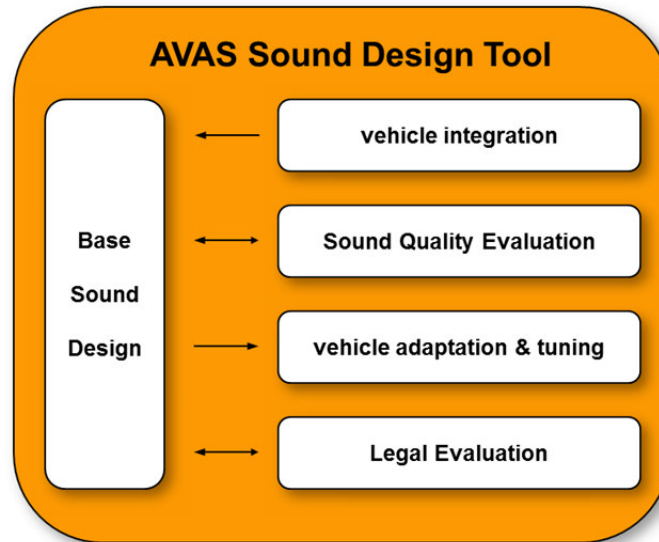 AVAS Sound Design Tool
Base
Sound
Design
vehicle integration
Sound Quality Evaluation
vehicle adaptation & tuning
Legal Evaluation